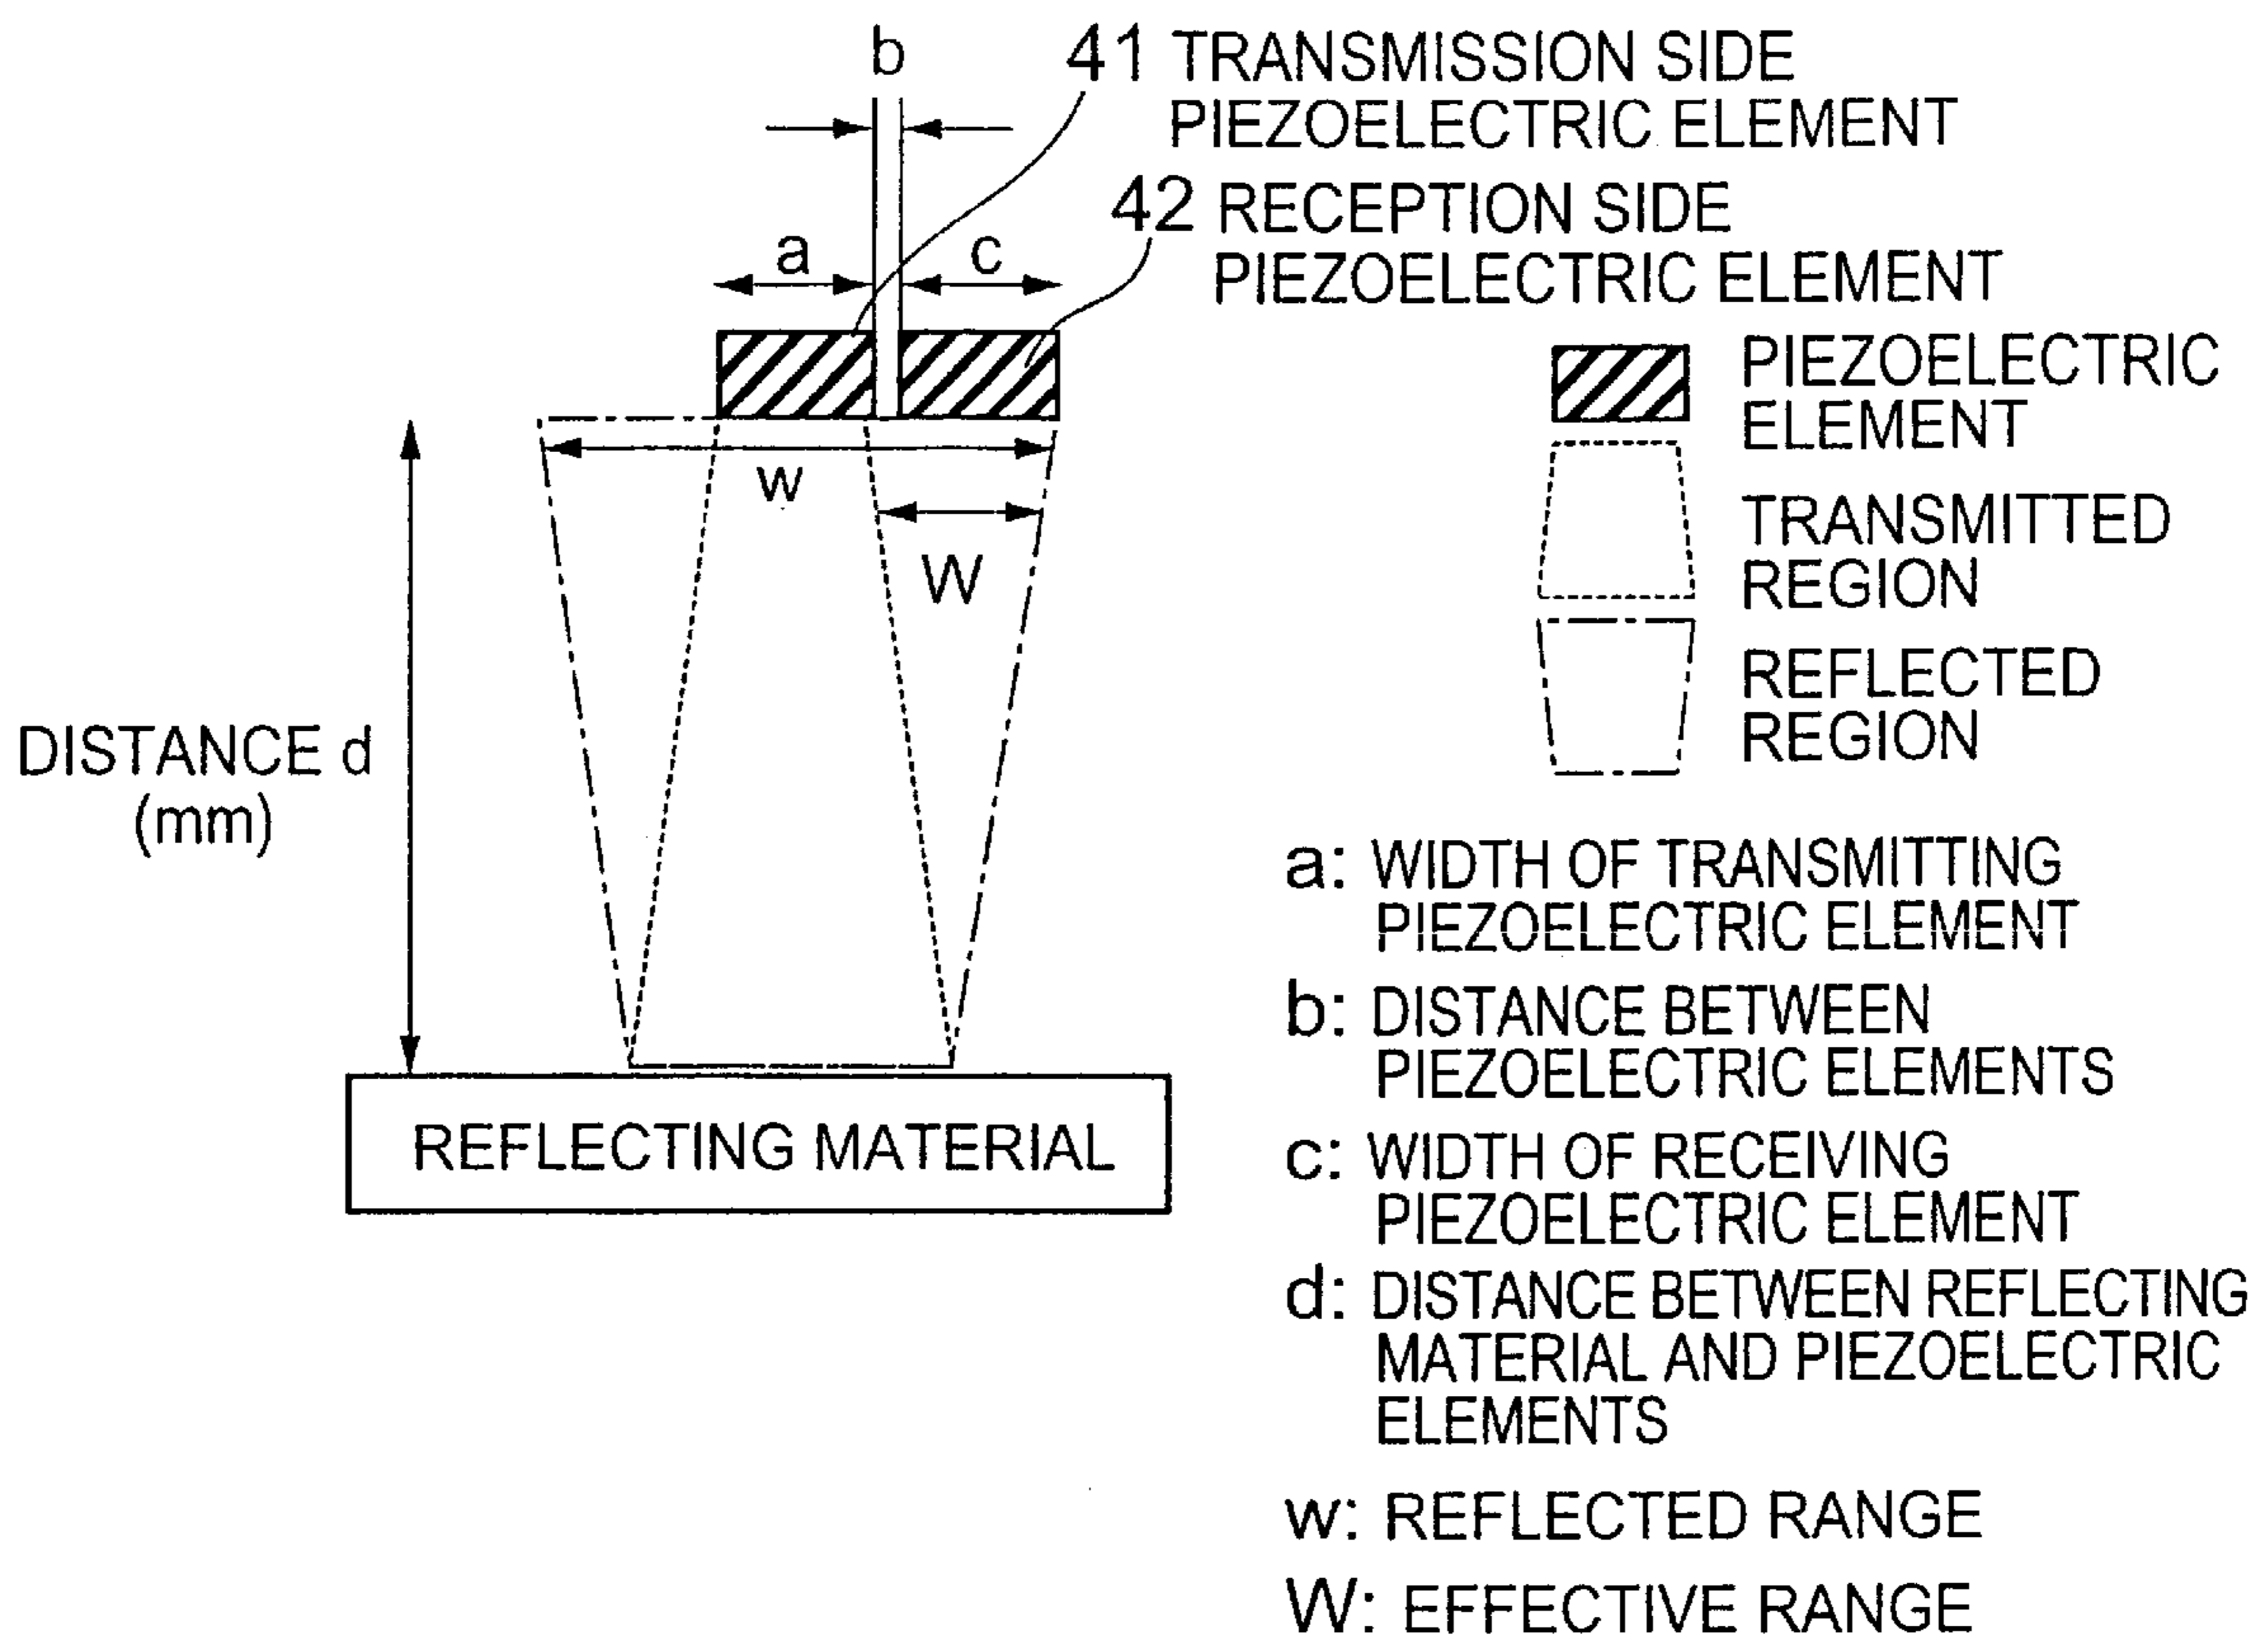 b
41 TRANSMISSION SIDE
PIEZOELECTRIC ELEMENT
42 RECEPTION SIDE
PIEZOELECTRIC ELEMENT
a
c
w
W
DISTANCE d
(mm)
REFLECTING MATERIAL
PIEZOELECTRIC
ELEMENT
TRANSMITTED
REGION
REFLECTED
REGION
a: WIDTH OF TRANSMITTING
PIEZOELECTRIC ELEMENT
b: DISTANCE BETWEEN
PIEZOELECTRIC ELEMENTS
c: WIDTH OF RECEIVING
PIEZOELECTRIC ELEMENT
d: DISTANCE BETWEEN REFLECTING
MATERIAL AND PIEZOELECTRIC
ELEMENTS
w: REFLECTED RANGE
W: EFFECTIVE RANGE